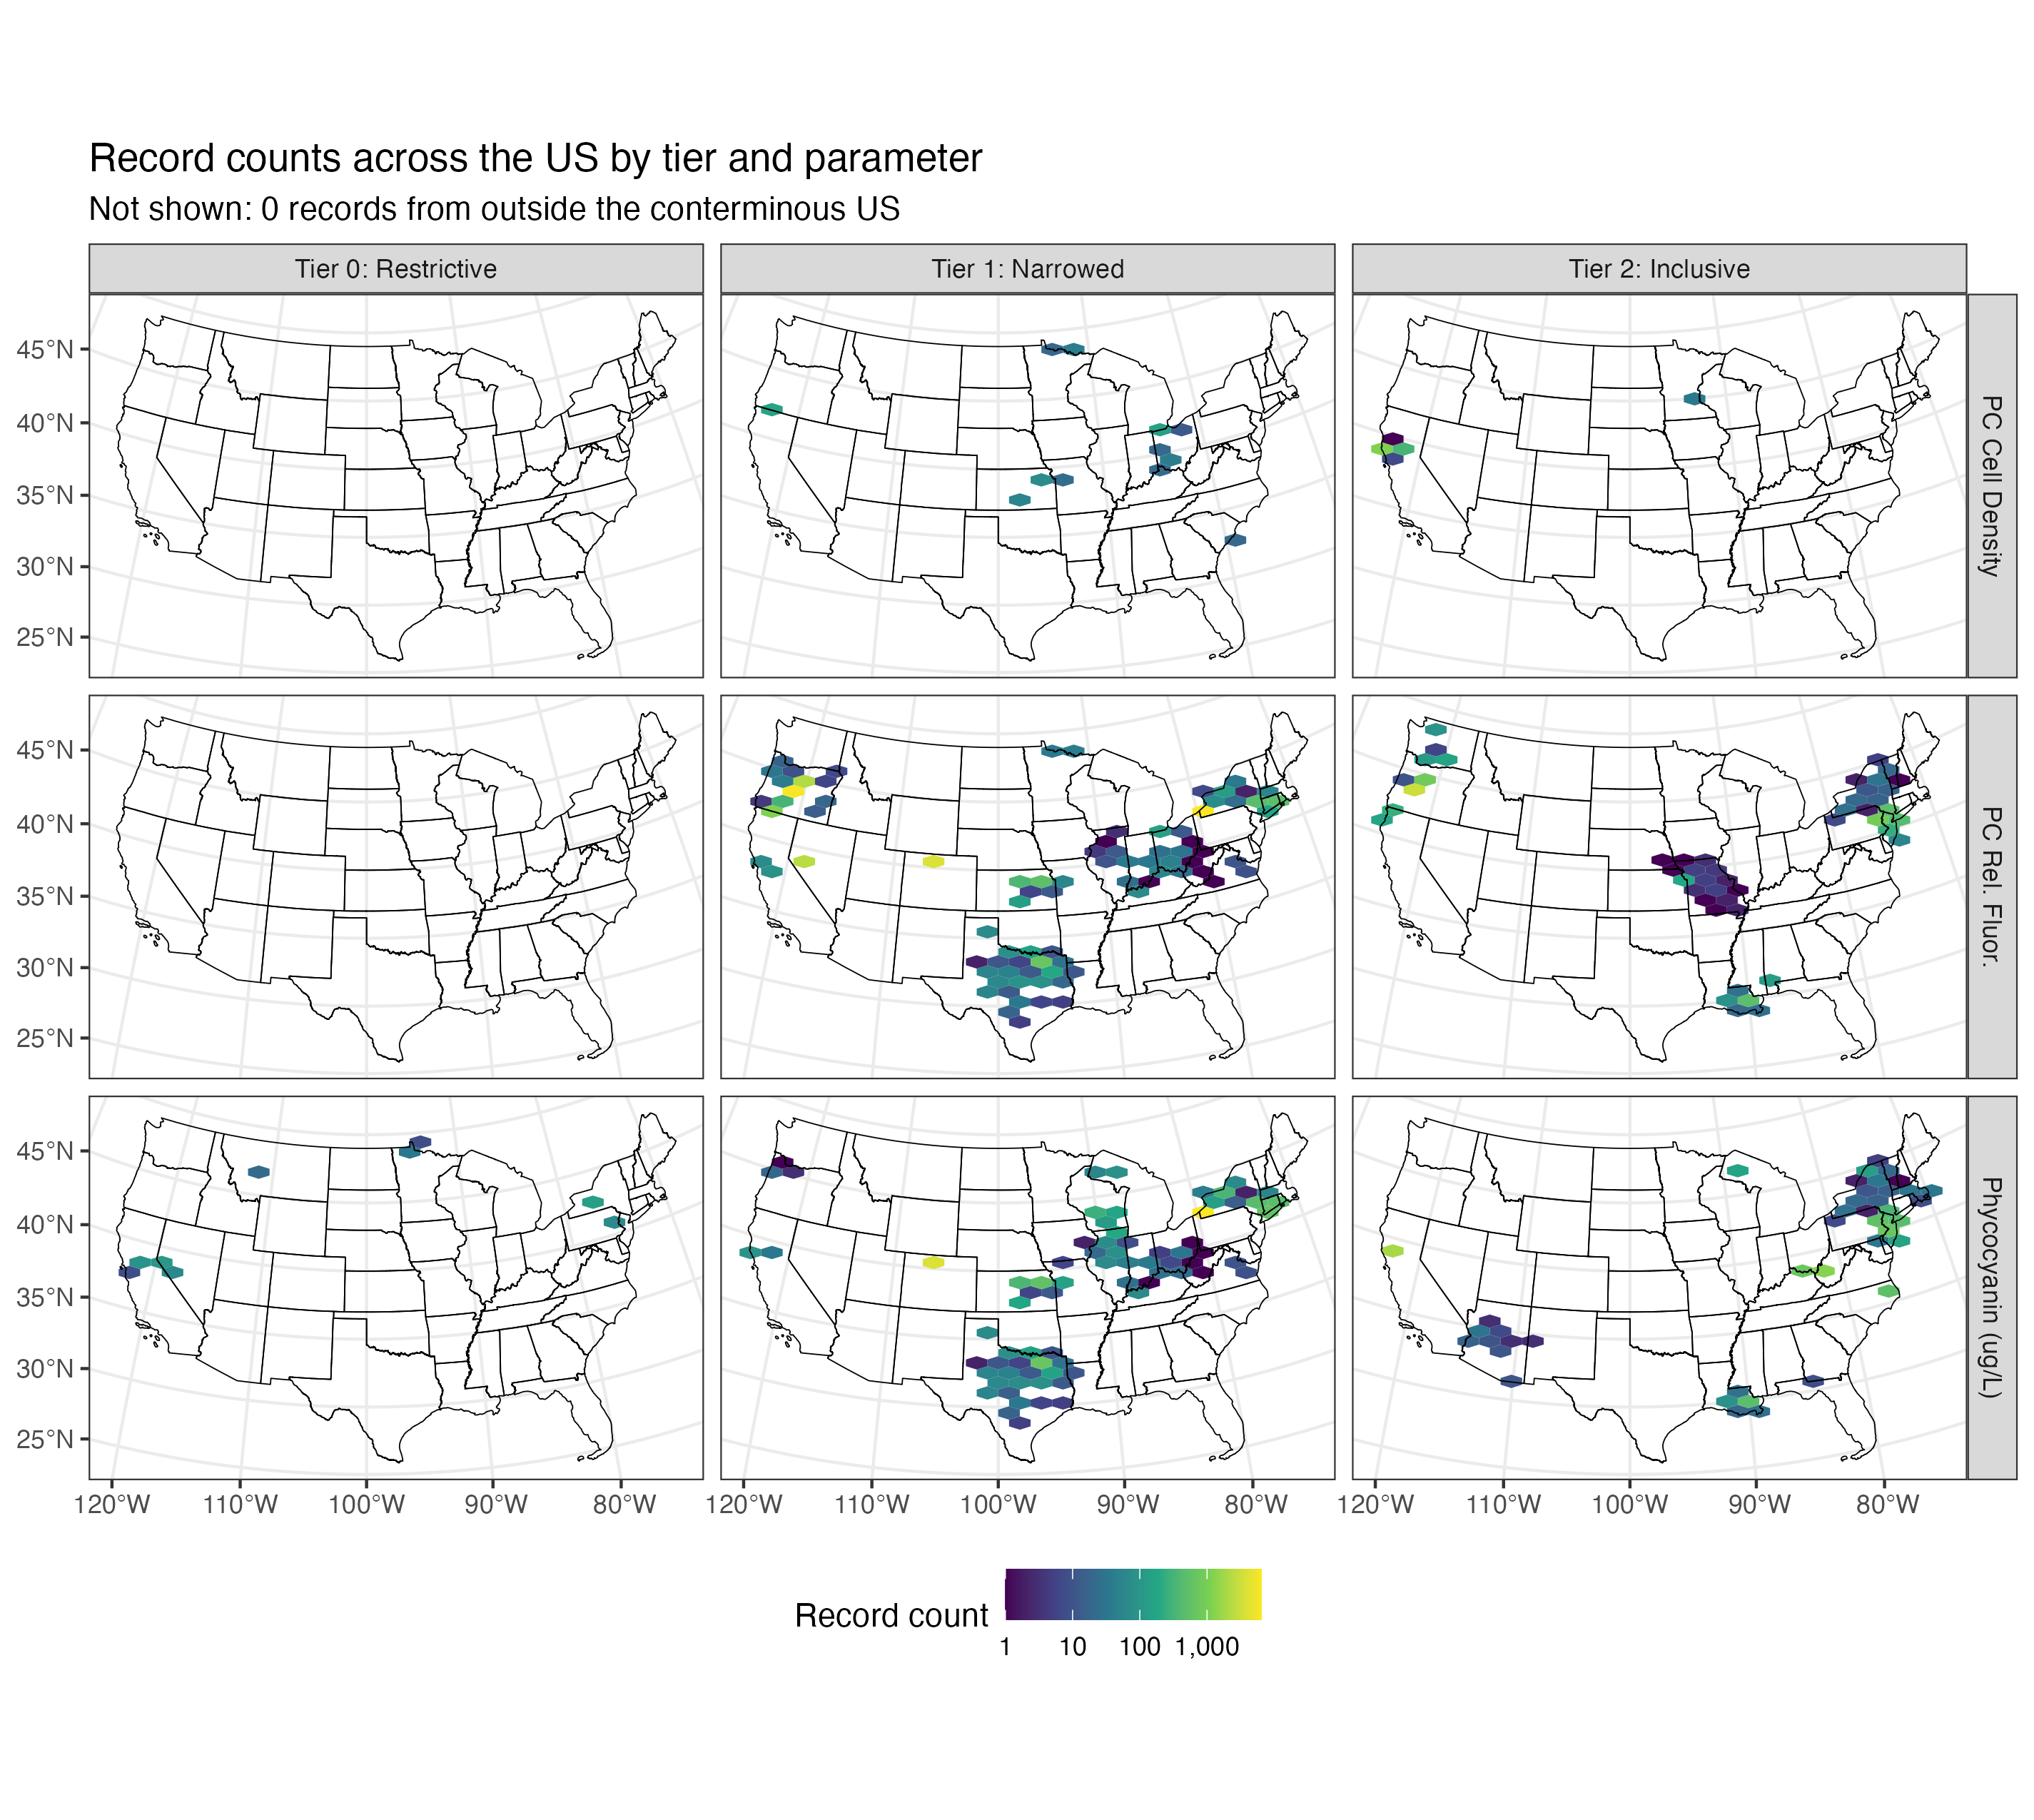 Record counts across the US by tier and parameter
Not shown: 0 records from outside the conterminous US
Tier 0: Restrictive
Tier 1: Narrowed
Tier 2: Inclusive
45°N
40°N
35°N
30°N
25°N
PC Cell Density
45°N
40°N
35°N
30°N
25°N
PC Rel. Fluor.
45°N
40°N
35°N
30°N
25°N
Phycocyanin (ug/L)
120°W 110°W 100°W 90°W 80°W
120°W 110°W 100°W 90°W 80°W
120°W 110°W 100°W 90°W 80°W
Record count
1 10 100 1,000